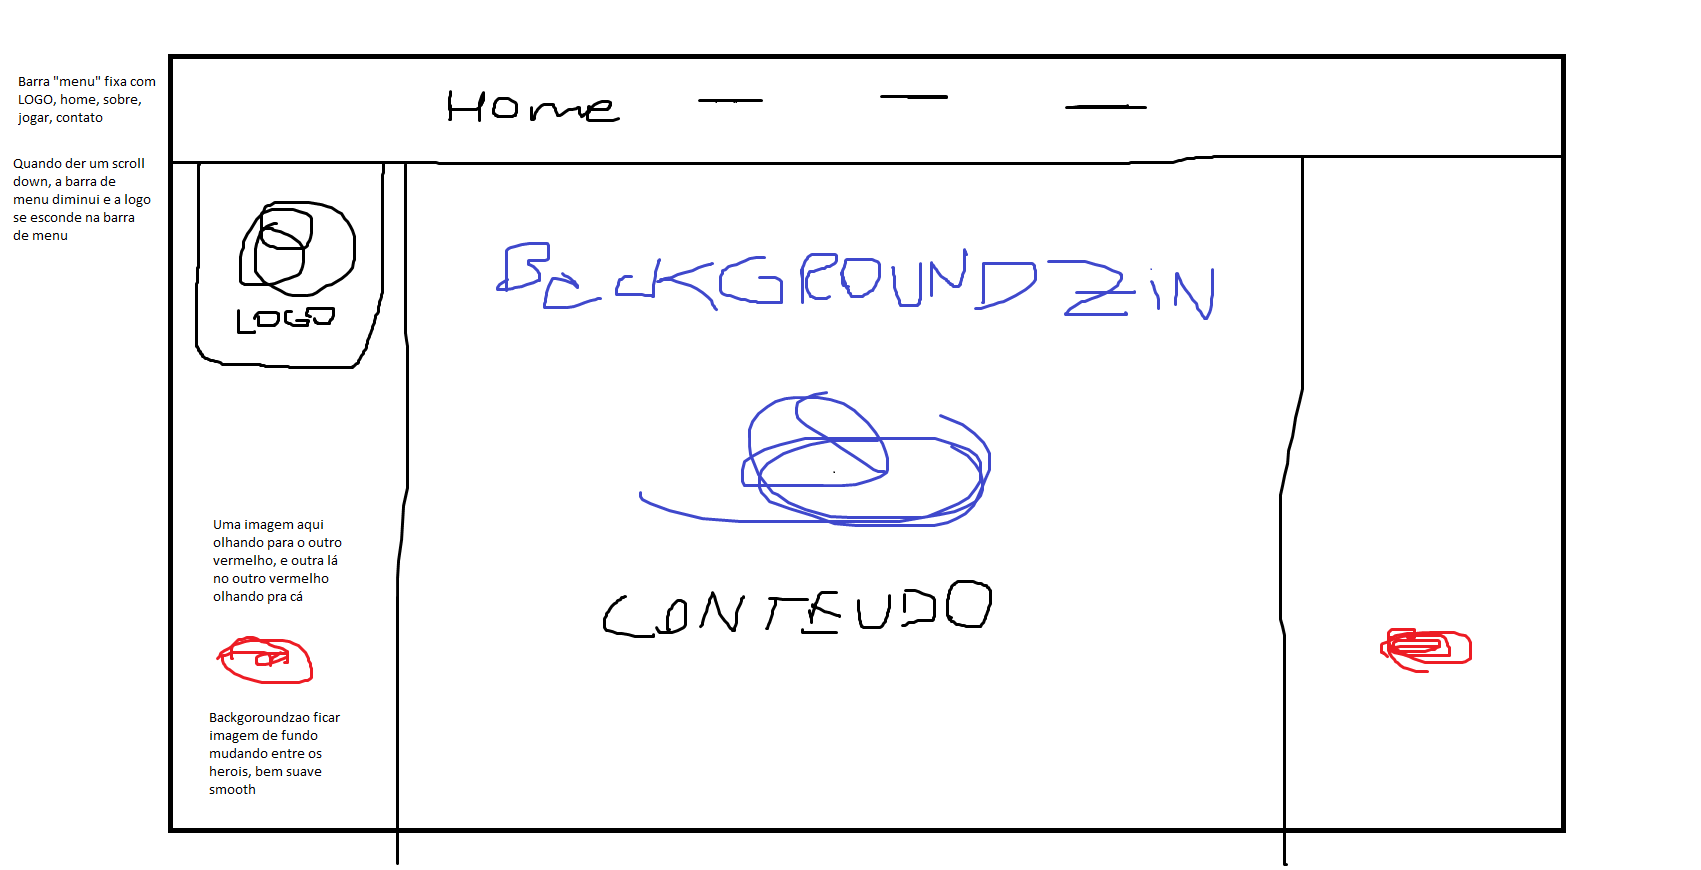 Barra "menu" fixa com
LOGO, home, sobre,
jogar, contato
Home
Quando der um scroll
down, a barra de
menu diminui e a logo
se esconde na barra
de menu
LOGO
BACKGROUNDZiN
CONTEUDO
Uma imagem aqui
olhando para o outro
vermelho, e outra lá
no outro vermelho
olhando pra cá
Backgoroundzao ficar
imagem de fundo
mudando entre os
herois, bem suave
smooth